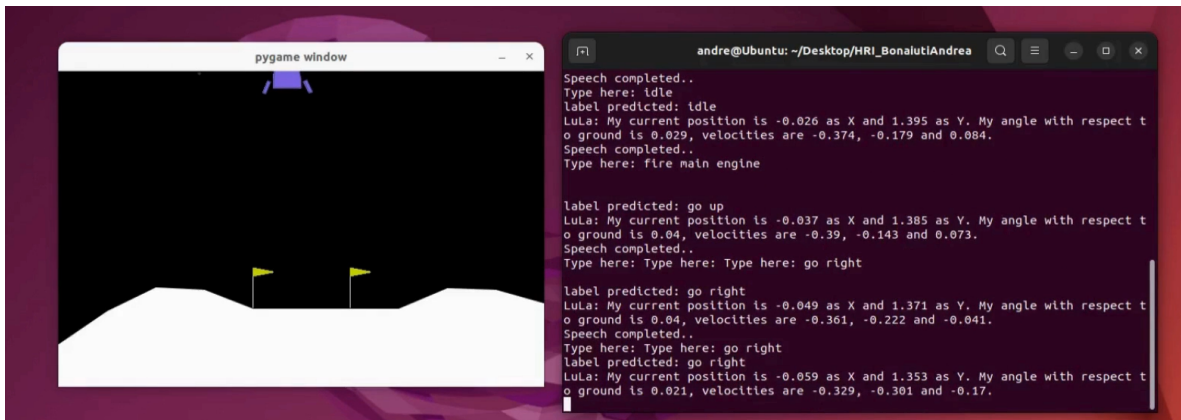 pygame window
andre@Ubuntu: ~/Desktop/HRI_BonaiutiAndrea
Speech completed..
Type here: idle
label predicted: idle
LuLa: My current position is -0.026 as X and 1.395 as Y. My angle with respect t
o ground is 0.029, velocities are -0.374, -0.179 and 0.084.
Speech completed..
Type here: fire main engine
label predicted: go up
LuLa: My current position is -0.037 as X and 1.385 as Y. My angle with respect t
o ground is 0.04, velocities are -0.39, -0.143 and 0.073.
Speech completed..
Type here: Type here: Type here: go right
label predicted: go right
LuLa: My current position is -0.049 as X and 1.371 as Y. My angle with respect t
o ground is 0.04, velocities are -0.361, -0.222 and -0.041.
Speech completed..
Type here: Type here: go right
label predicted: go right
LuLa: My current position is -0.059 as X and 1.353 as Y. My angle with respect t
o ground is 0.021, velocities are -0.329, -0.301 and -0.17.